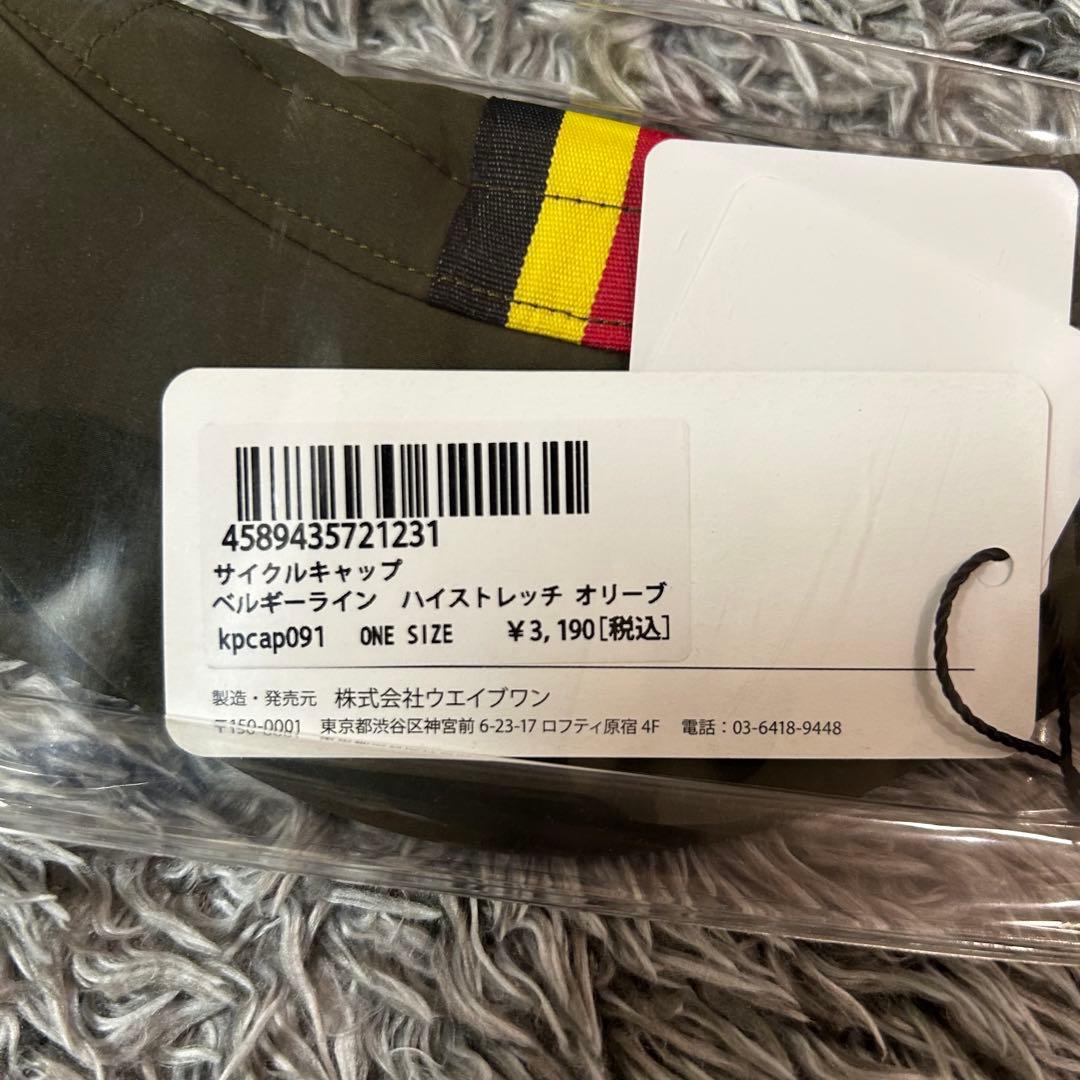 4589435721231
サイクルキャップ
ベルギーライン ハイストレッチ オリーブ
kpcap091 ONE SIZE ¥3,190[税込]
製造・発売元 株式会社ウエイブワン
〒150-0001 東京都渋谷区神宮前 6-23-17 ロフティ原宿 4F 電話：03-6418-9448